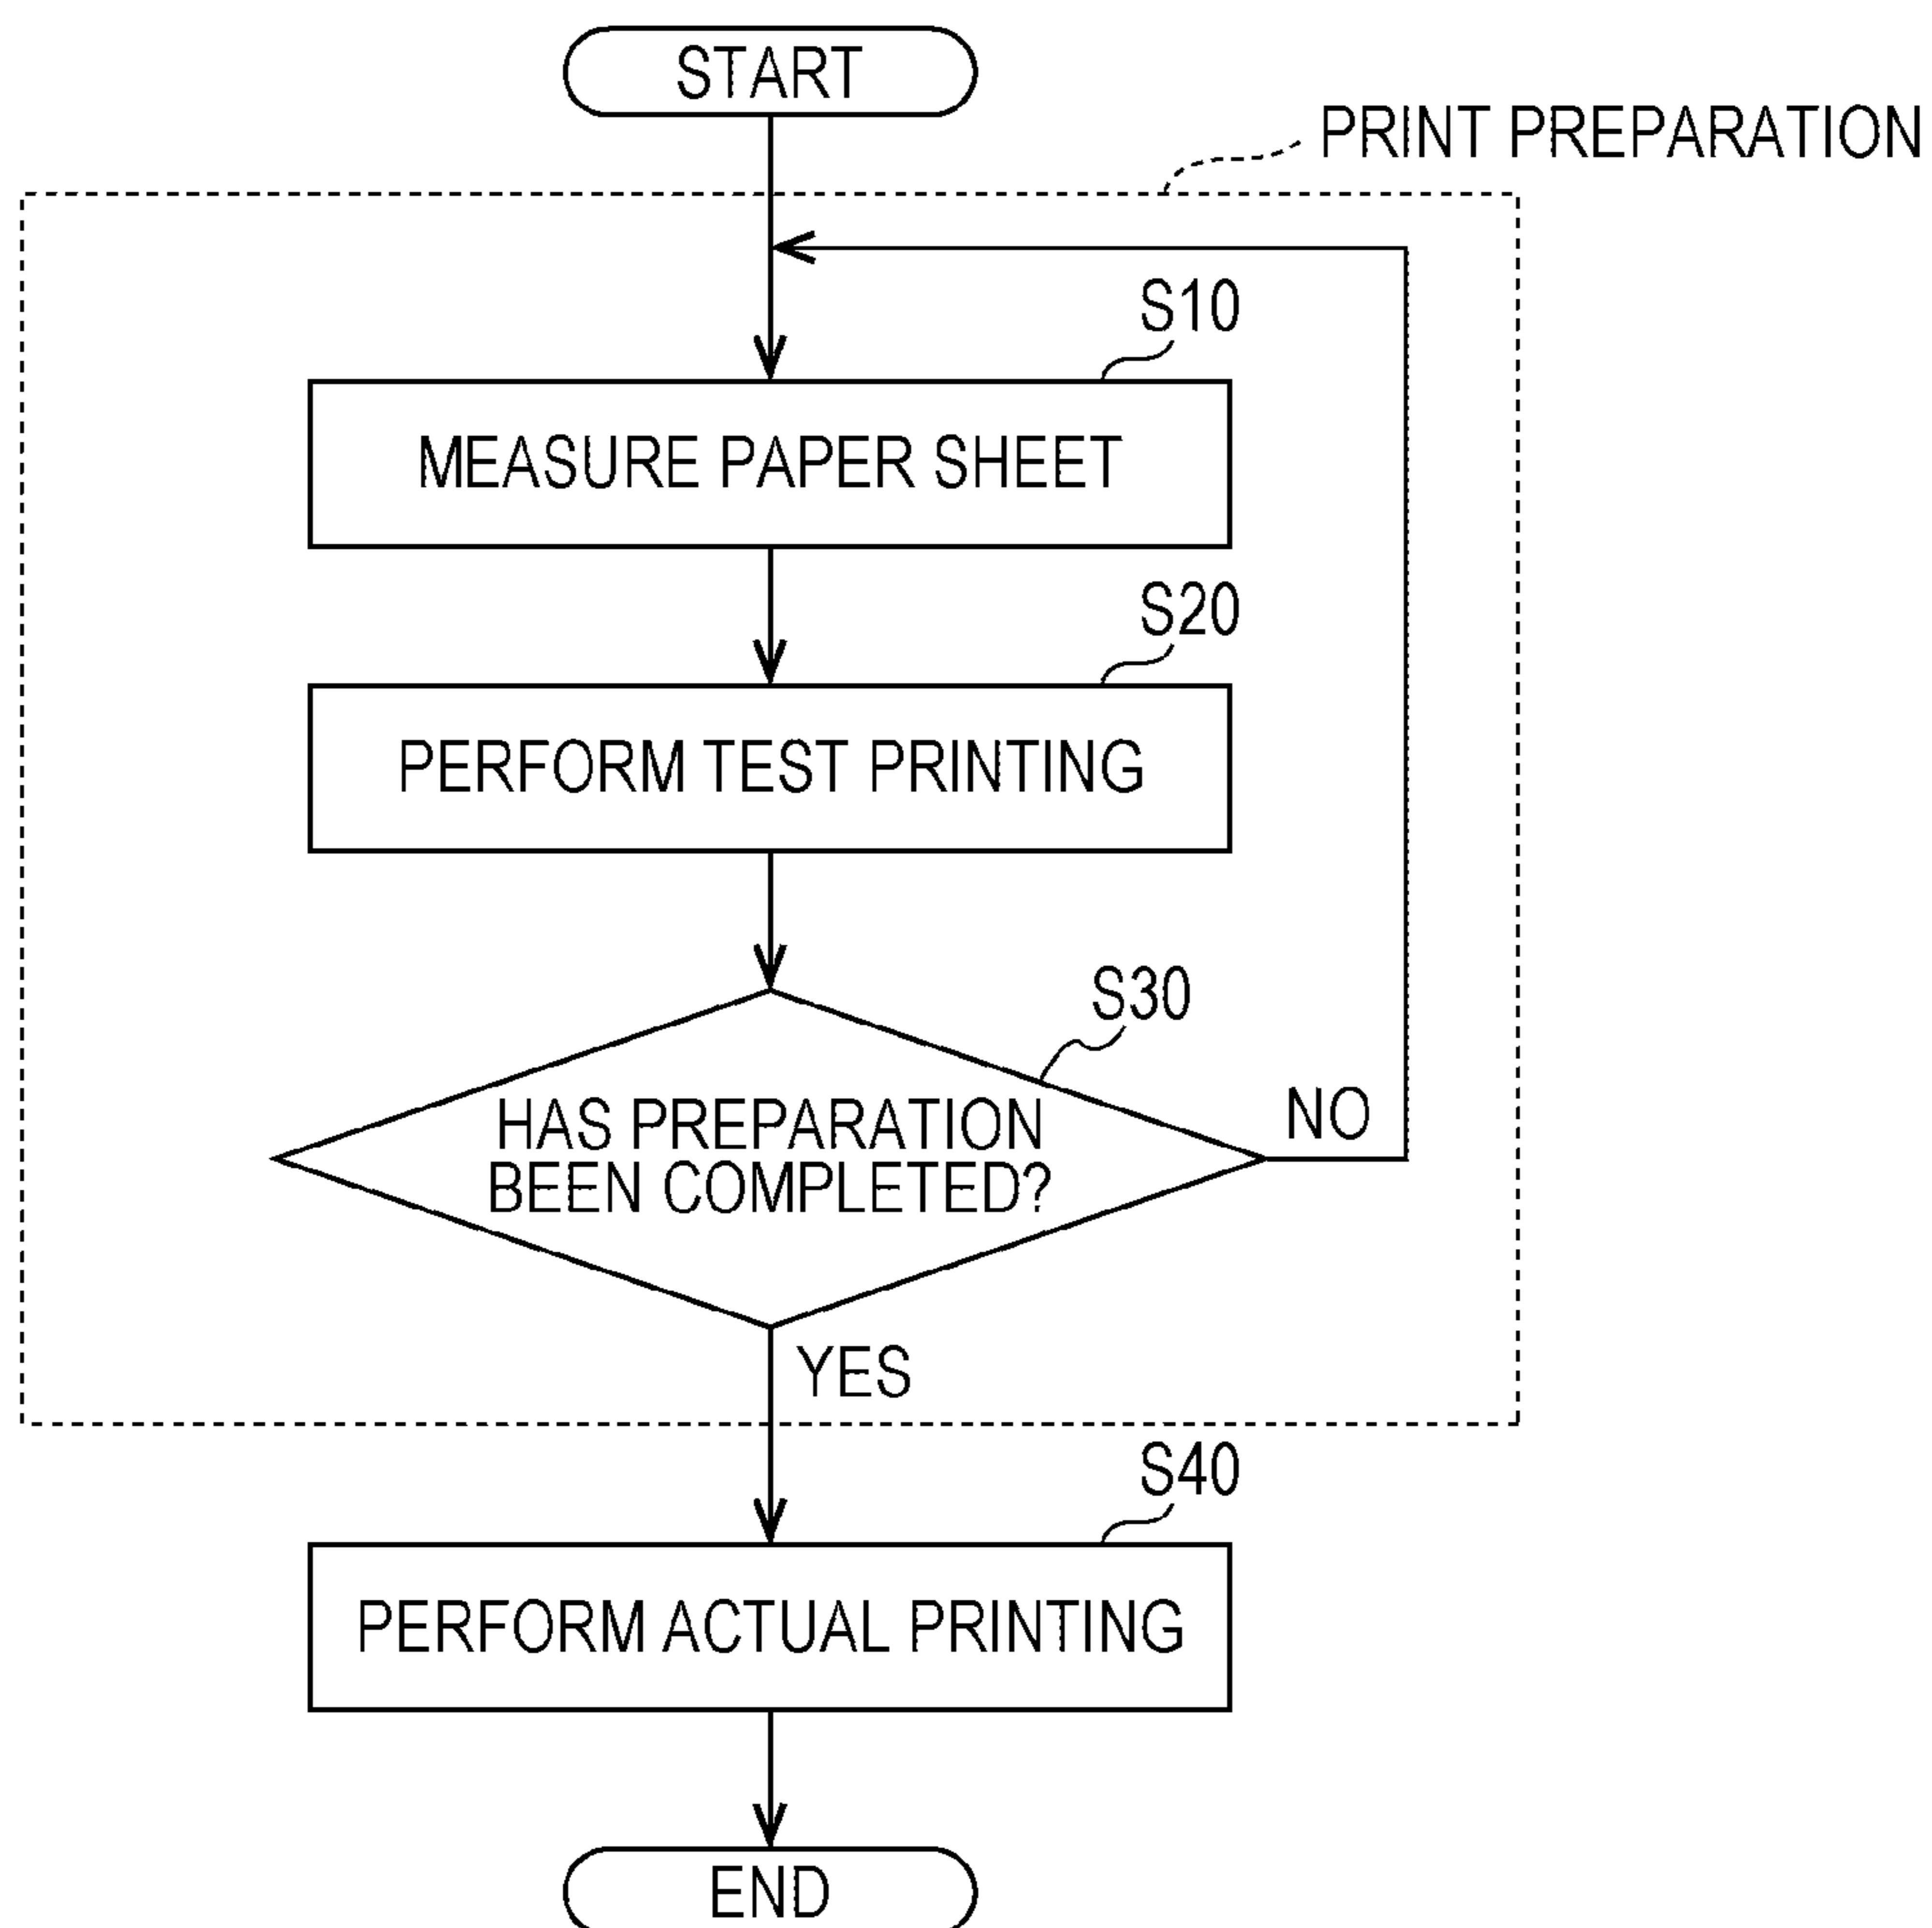 START
PRINT PREPARATION
S10
MEASURE PAPER SHEET
S20
PERFORM TEST PRINTING
S30
HAS PREPARATION
BEEN COMPLETED?
NO
YES
S40
PERFORM ACTUAL PRINTING
END